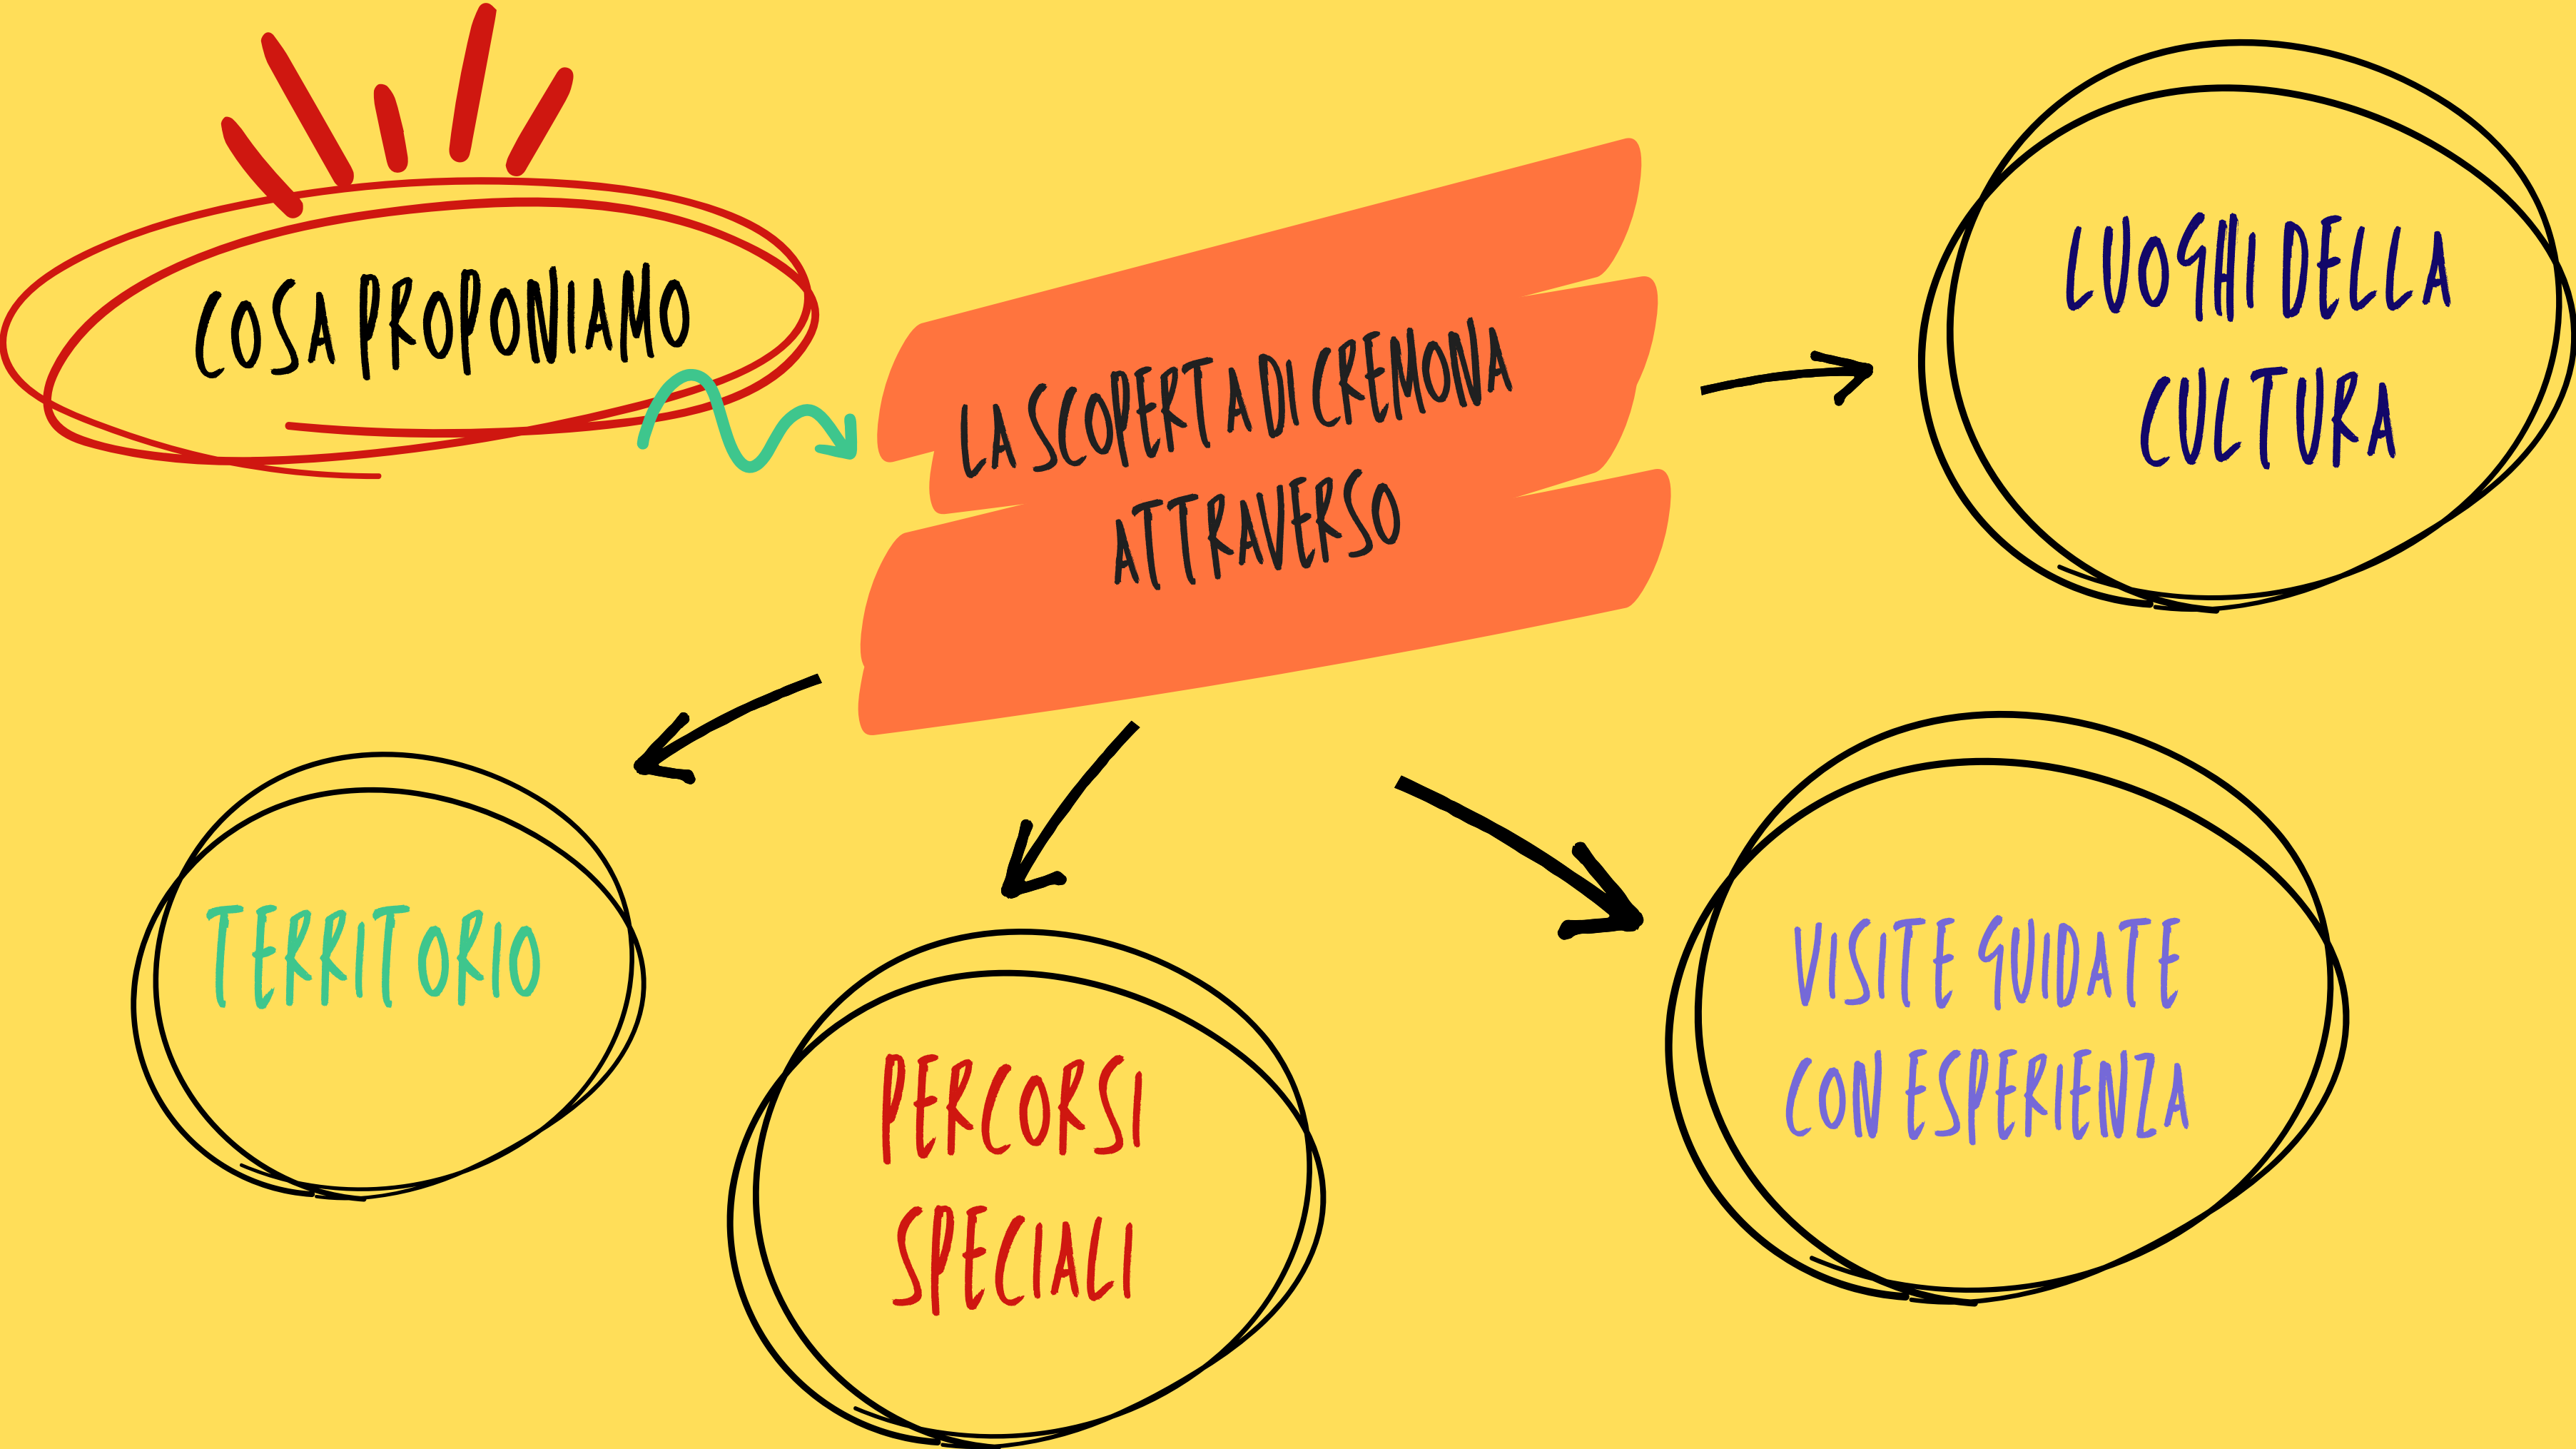 COSA PROPONIAMO
LA SCOPERTA DI CREMONA
ATTRAVERSO
LUOGHI DELLA
CULTURA
TERRITORIO
PERCORSI
SPECIALI
VISITE GUIDATE
CON ESPERIENZA